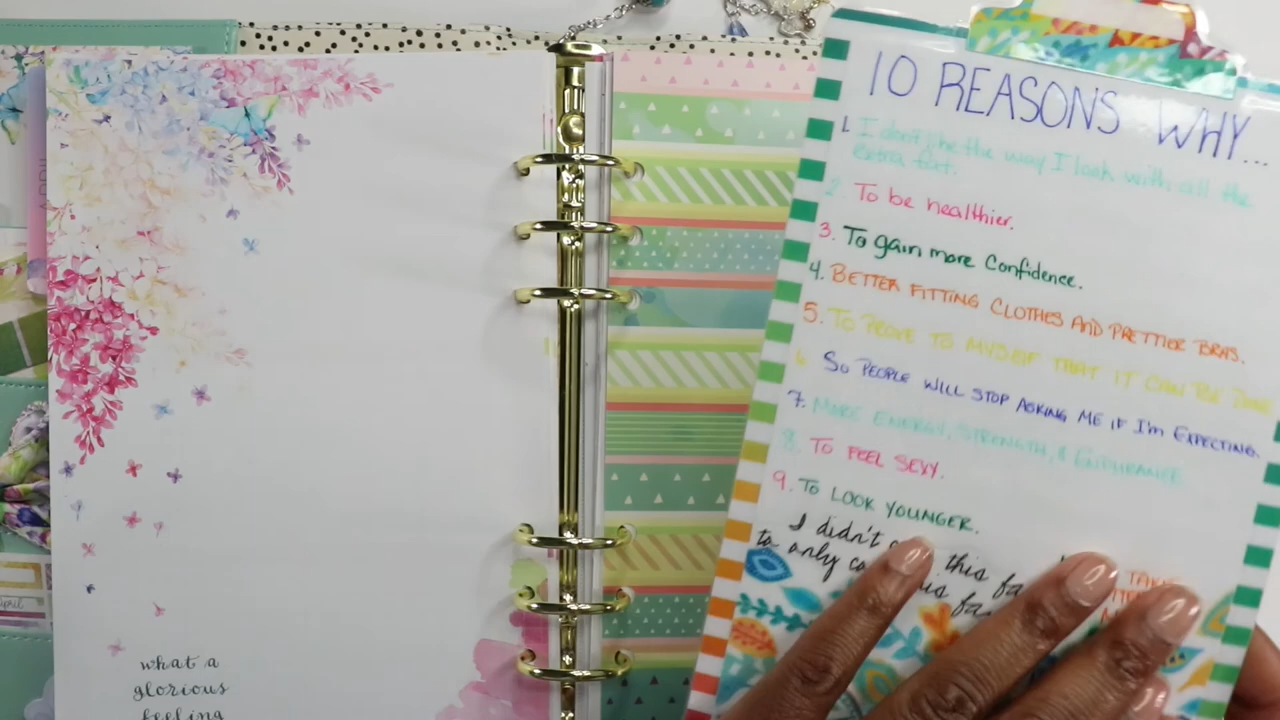 what a
glorious
feeling
10 REASONS WHY...
1. I don't like the way I look with all the
extra fat.
2. To be healthier.
3. To gain more Confidence.
4. BETTER FITTING CLOTHES AND PRETTIER BRAS.
5. TO PROVE TO MYSELF THAT IT CAN BE DONE
6. SO PEOPLE WILL STOP ASKING ME IF I'm EXPECTING.
7. MORE ENERGY, STRENGTH, & ENDURANCE
8. TO FEEL SEXY.
9. TO LOOK YOUNGER.
I didn't this
to only